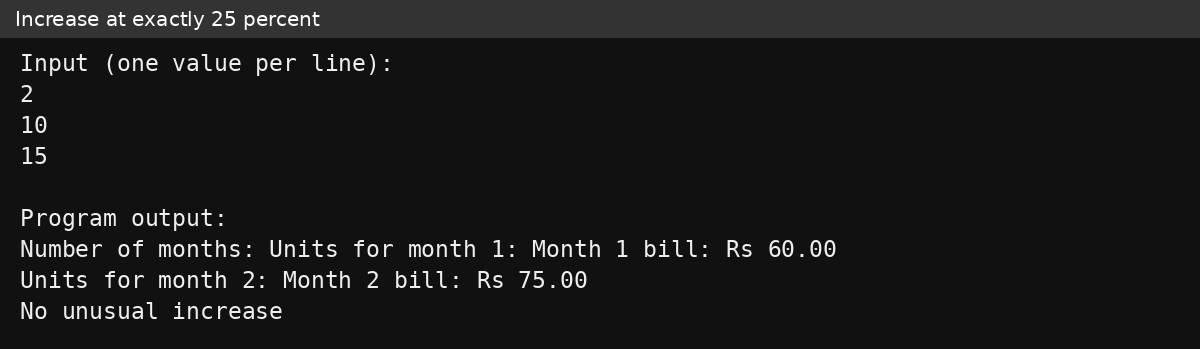 Increase at exactly 25 percent
Input (one value per line):
2
10
15
Program output:
Number of months: Units for month 1: Month 1 bill: Rs 60.00
Units for month 2: Month 2 bill: Rs 75.00
No unusual increase